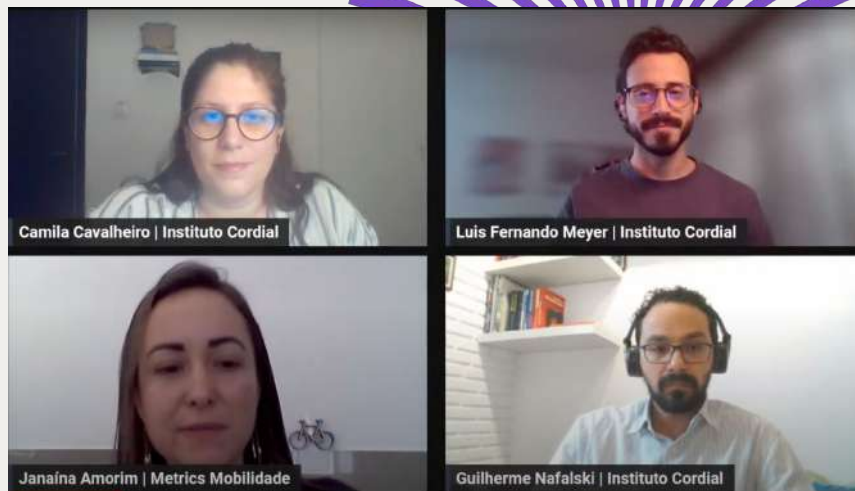 Camila Cavalheiro | Instituto Cordial
Luis Fernando Meyer | Instituto Cordial
Janaína Amorim | Metrics Mobilidade
Guilherme Nafalski | Instituto Cordial